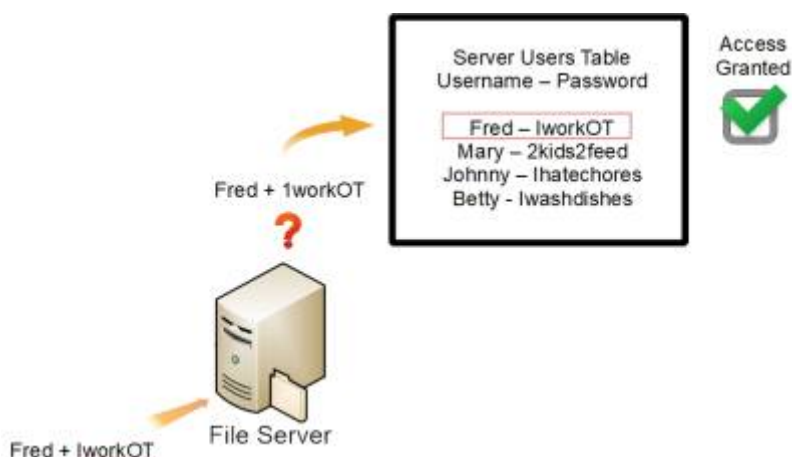 Server Users Table
Username – Password
Fred – IworkOT
Mary – 2kids2feed
Johnny – Ihatechores
Betty - Iwashdishes
Access
Granted
Fred + 1workOT
?
File Server
Fred + IworkOT